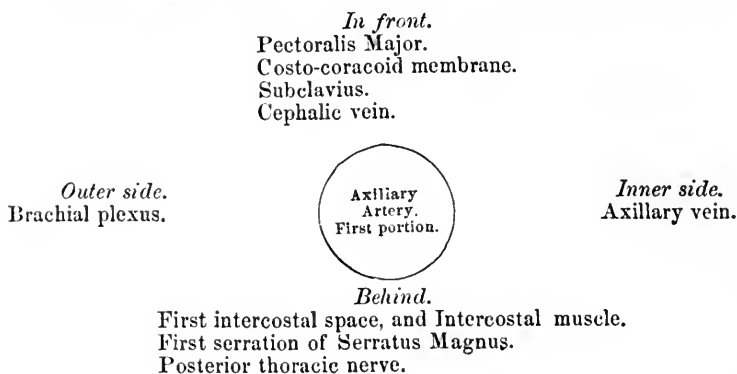 In front.
Pectoralis Major.
Costo-coracoid membrane.
Subclavius.
Cephalic vein.
Outer side.
Brachial plexus.
Axillary
Artery.
First portion.
Inner side.
Axillary vein.
Behind.
First intercostal space, and Intercostal muscle.
First serration of Serratus Magnus.
Posterior thoracic nerve.